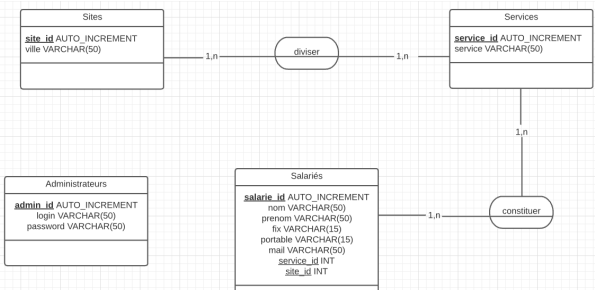 Sites
site_id AUTO_INCREMENT
ville VARCHAR(50)
1,n
diviser
1,n
Services
service_id AUTO_INCREMENT
service VARCHAR(50)
1,n
Administrateurs
admin_id AUTO_INCREMENT
login VARCHAR(50)
password VARCHAR(50)
Salariés
salarie_id AUTO_INCREMENT
nom VARCHAR(50)
prenom VARCHAR(50)
fix VARCHAR(15)
portable VARCHAR(15)
mail VARCHAR(50)
service_id INT
site_id INT
1,n
constituer